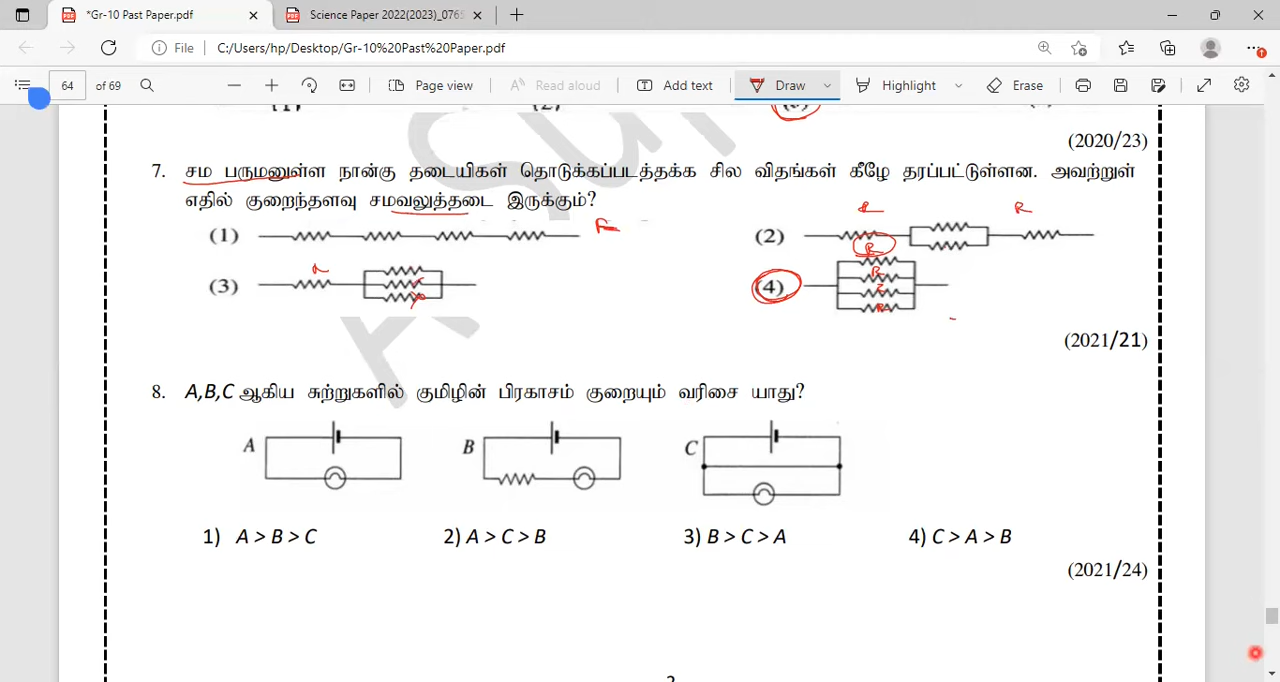 *Gr-10 Past Paper.pdf
Science Paper 2022(2023)_0765
File C:/Users/hp/Desktop/Gr-10%20Past%20Paper.pdf
64 of 69 Page view Read aloud Add text Draw Highlight Erase
(1) (2)
(2020/23)
7. சம பருமனுள்ள நான்கு தடையிகள் தொடுக்கப்படத்தக்க சில விதங்கள் கீழே தரப்பட்டுள்ளன. அவற்றுள்
எதில் குறைந்தளவு சமவலுத்தடை இருக்கும்?
R R
(1) (2)
R
R
(3) (4)
R
(2021/21)
8. A,B,C ஆகிய சுற்றுகளில் குமிழின் பிரகாசம் குறையும் வரிசை யாது?
A B C
1) A > B > C 2) A > C > B 3) B > C > A 4) C > A > B
(2021/24)